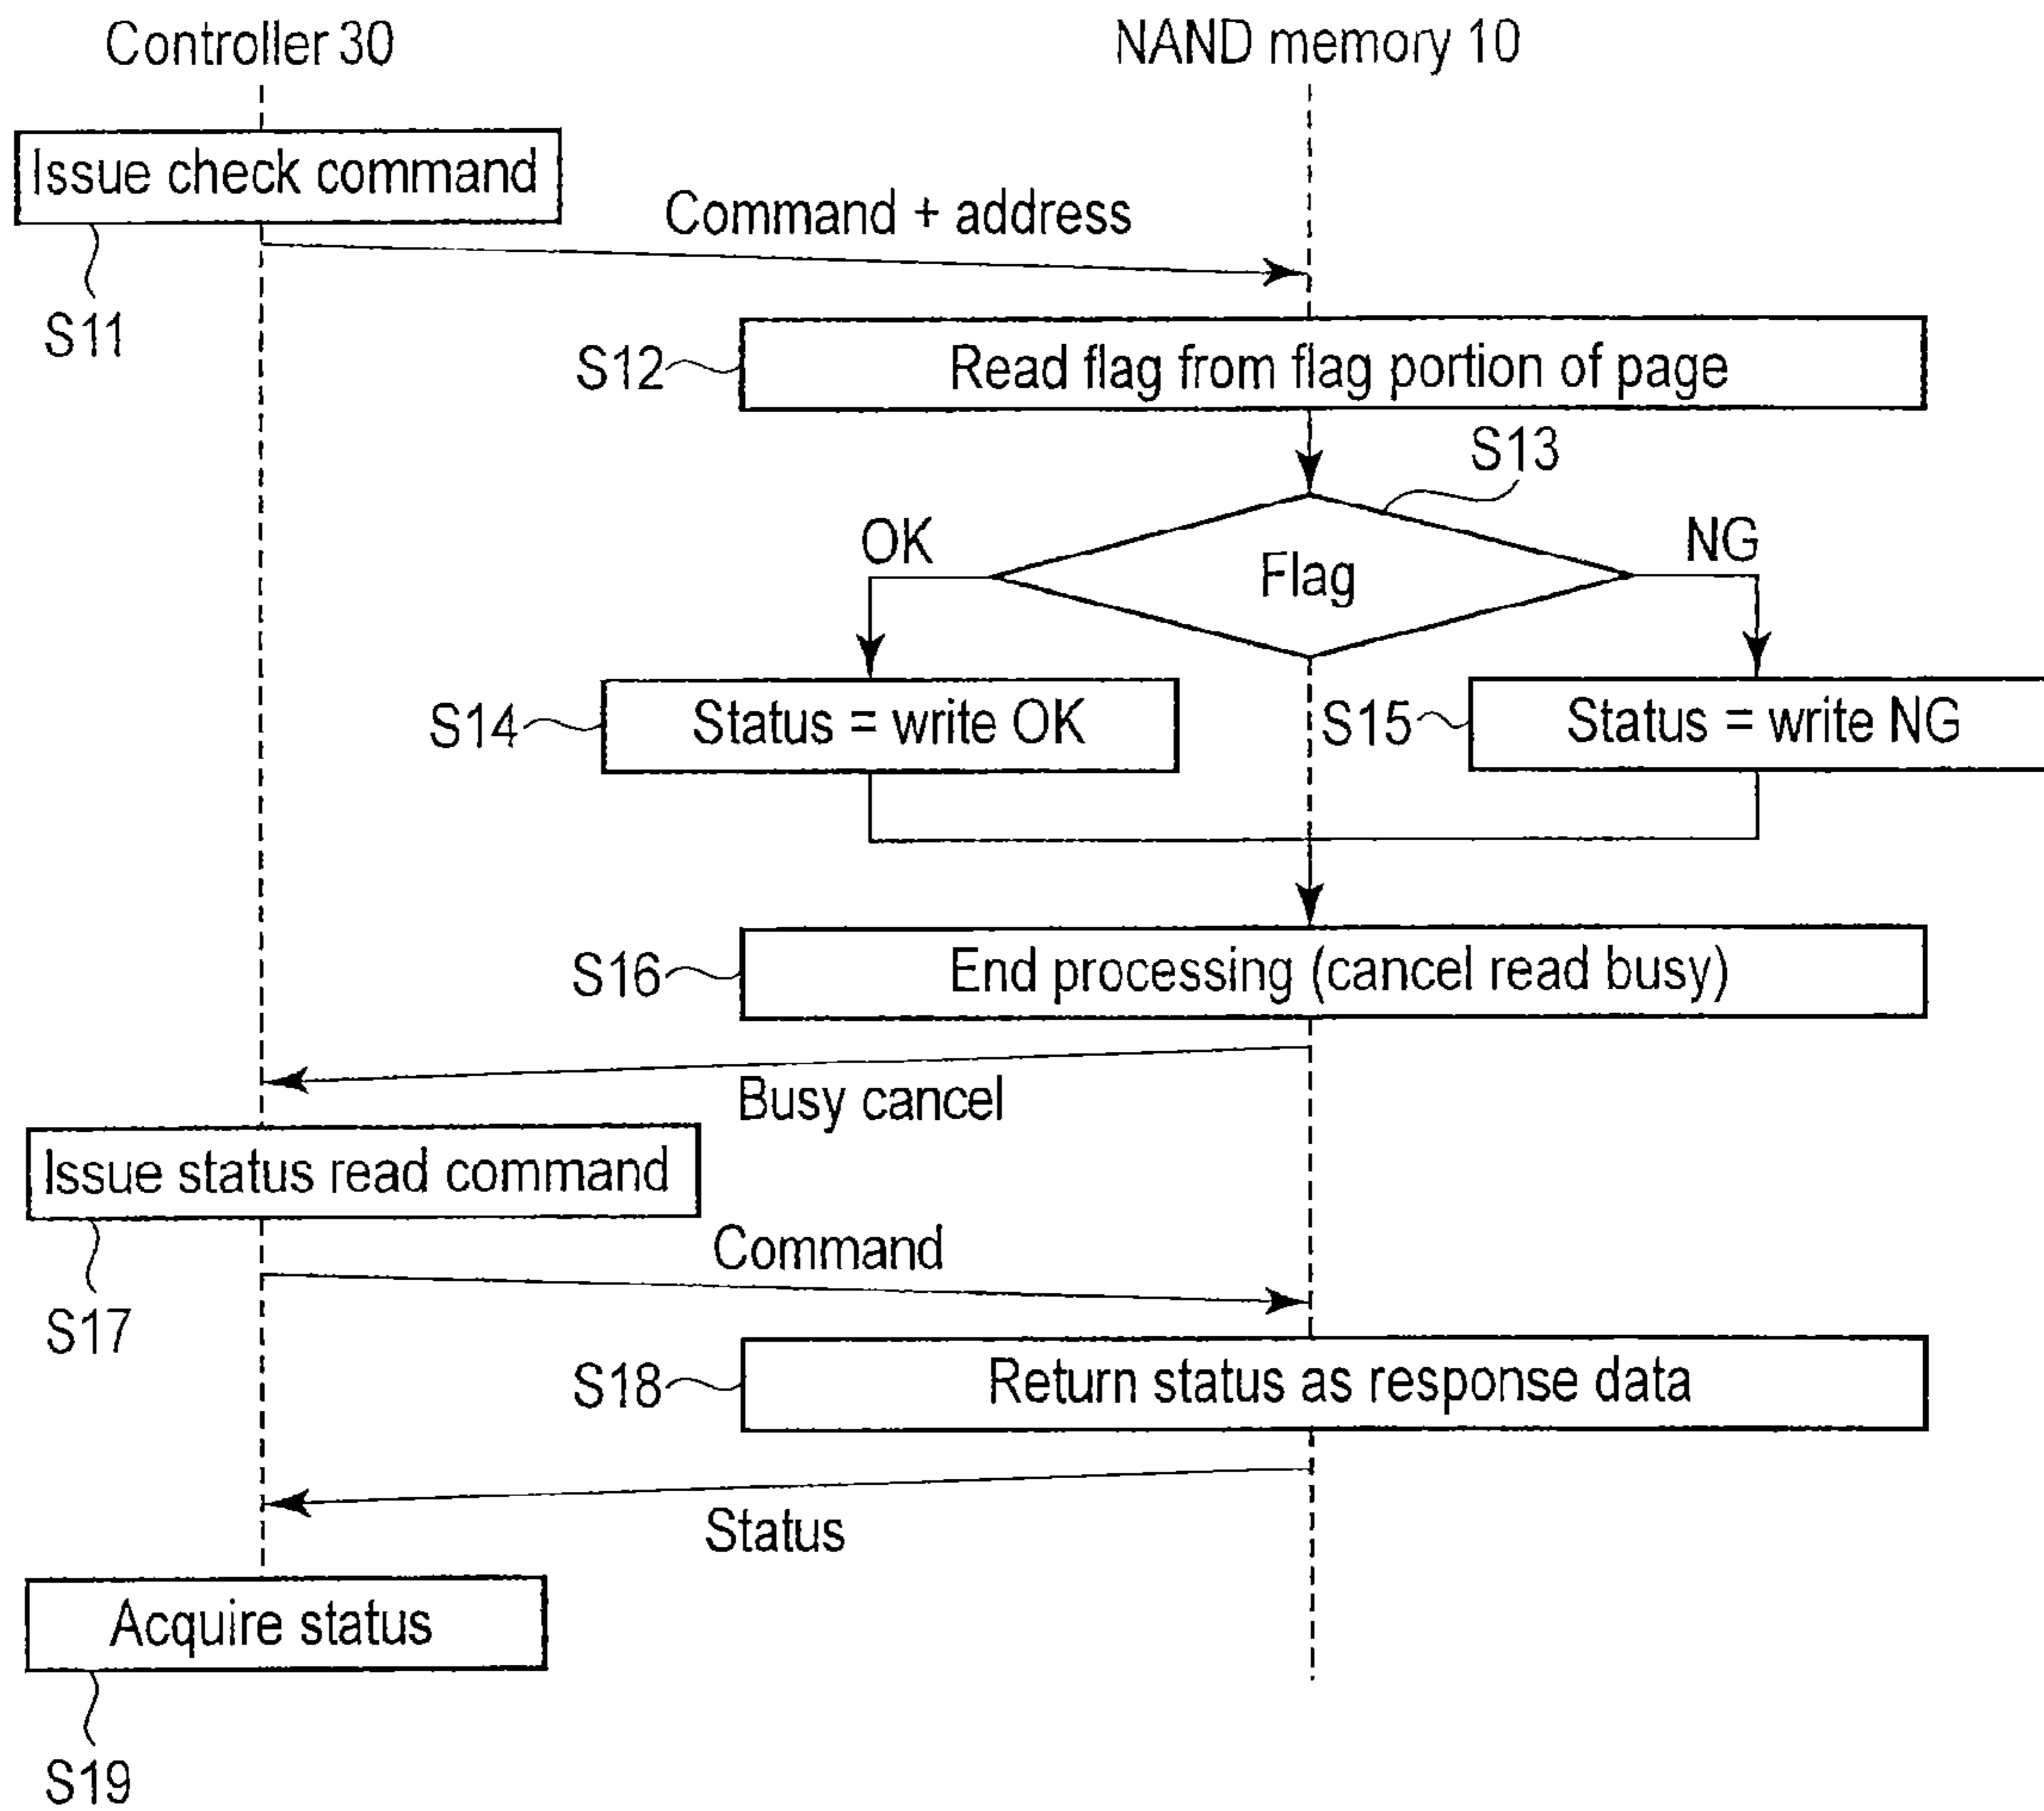 Controller 30
NAND memory 10
Issue check command
Command + address
S11
S12
Read flag from flag portion of page
S13
OK
NG
Flag
S14
Status = write OK
S15
Status = write NG
S16
End processing (cancel read busy)
Busy cancel
Issue status read command
Command
S17
S18
Return status as response data
Status
Acquire status
S19